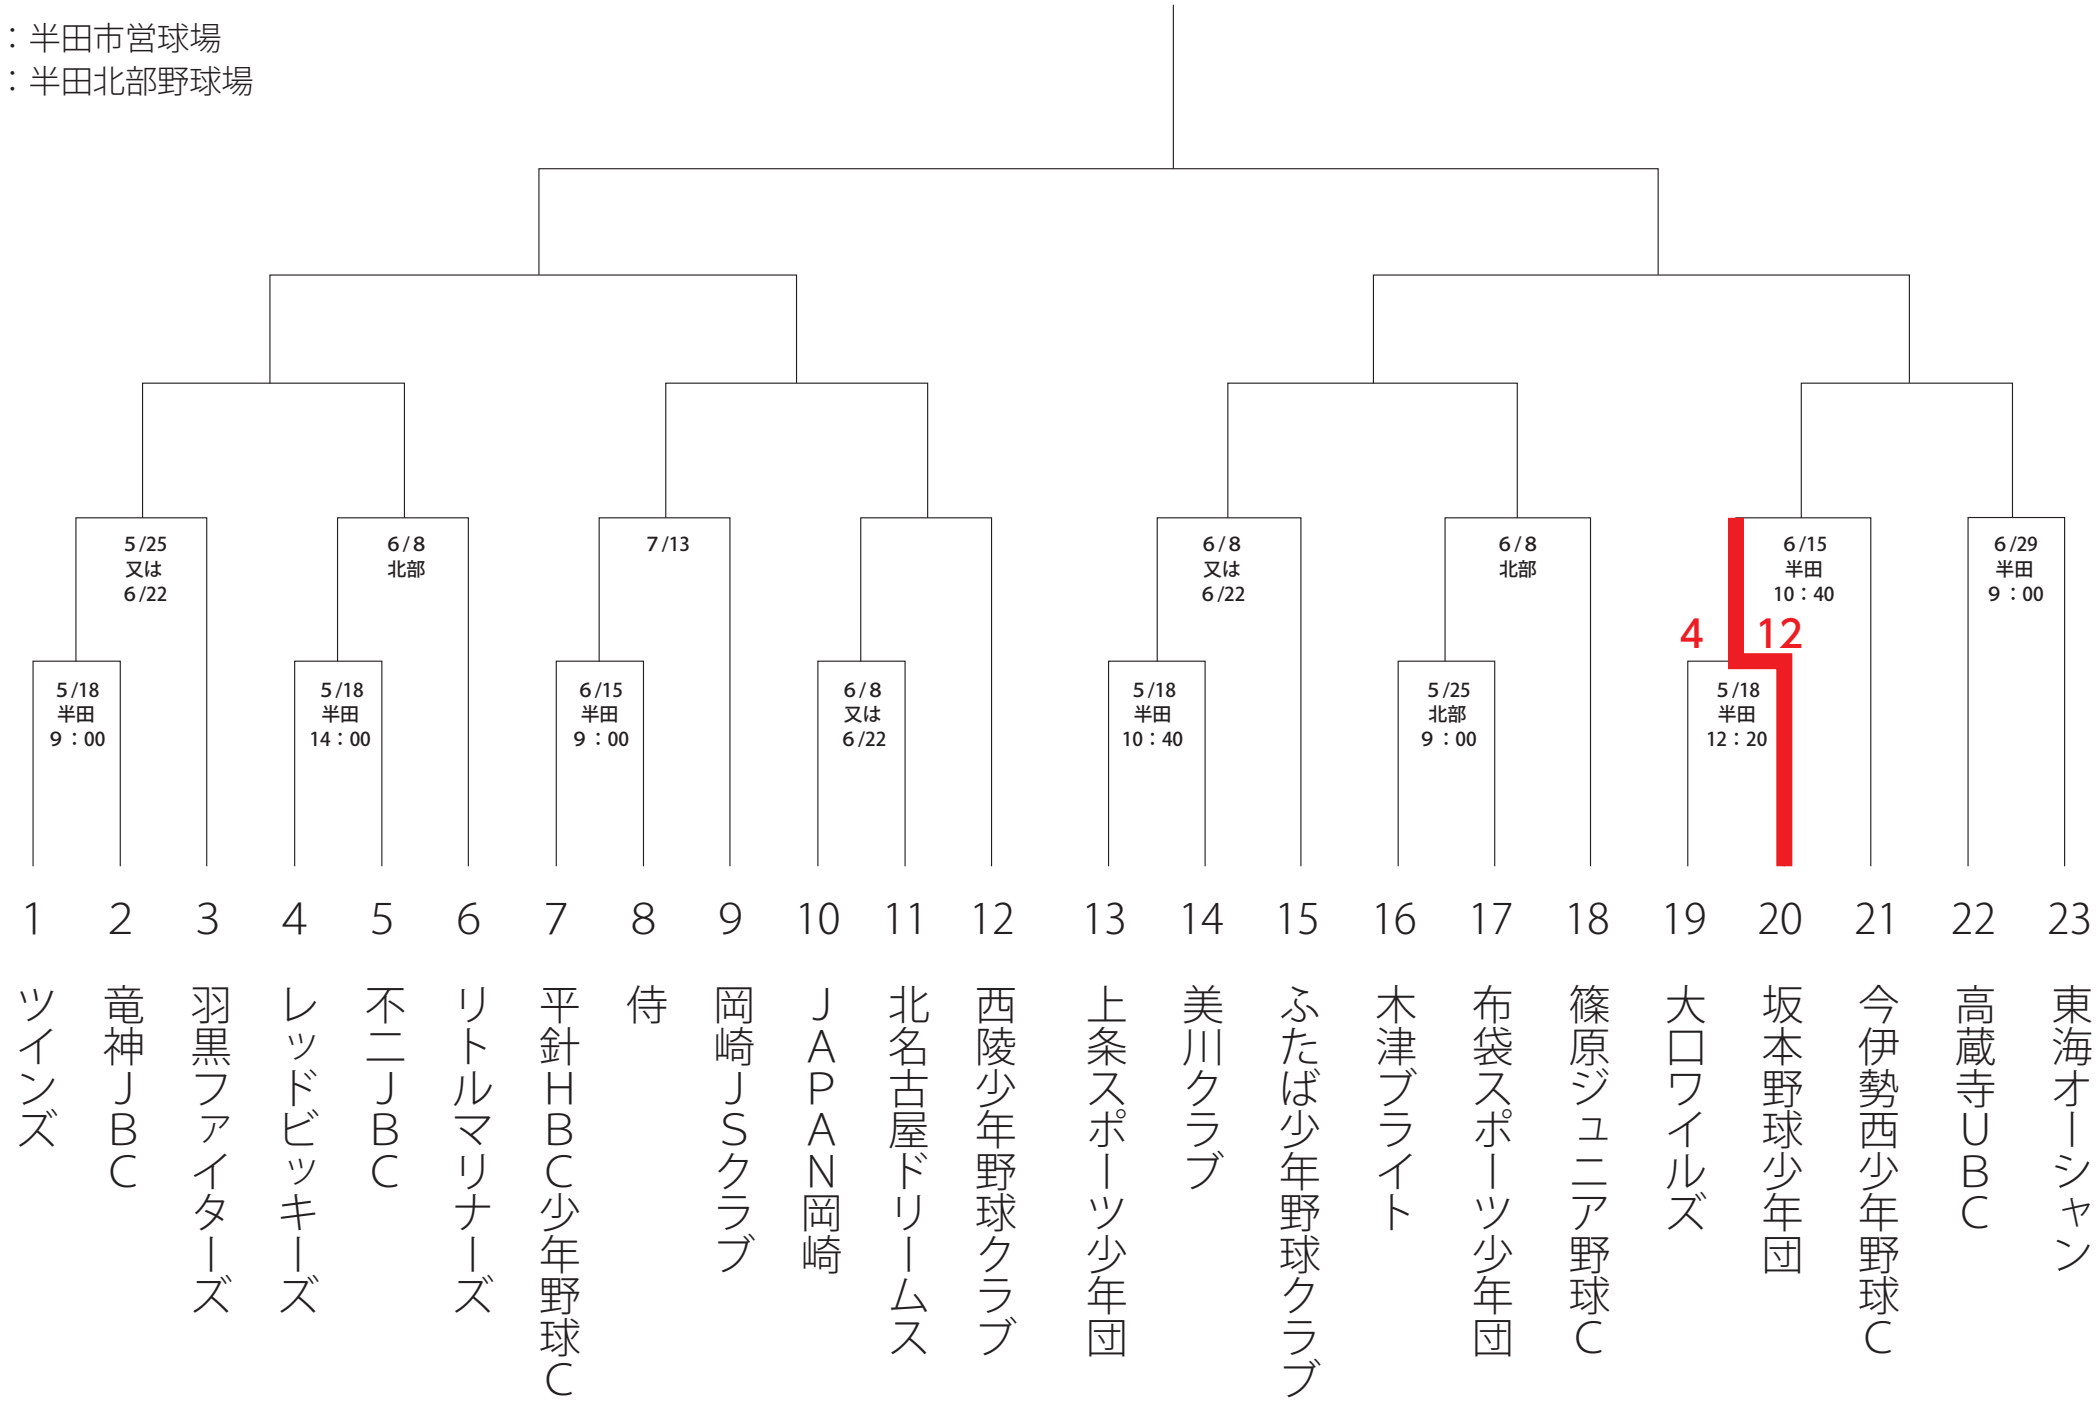 ：半田市営球場
：半田北部野球場
5/25
又は
6/22
6/8
北部
7/13
6/8
又は
6/22
6/8
北部
6/15
半田
10：40
6/29
半田
9：00
4
12
5/18
半田
9：00
5/18
半田
14：00
6/15
半田
9：00
6/8
又は
6/22
5/18
半田
10：40
5/25
北部
9：00
5/18
半田
12：20
1
2
3
4
5
6
7
8
9
10
11
12
13
14
15
16
17
18
19
20
21
22
23
ツインズ
竜神ＪＢＣ
羽黒ファイターズ
レッドビッキーズ
不二ＪＢＣ
リトルマリナーズ
平針ＨＢＣ少年野球Ｃ
侍
岡崎ＪＳクラブ
ＪＡＰＡＮ岡崎
北名古屋ドリームス
西陵少年野球クラブ
上条スポーツ少年団
美川クラブ
ふたば少年野球クラブ
木津ブライト
布袋スポーツ少年団
篠原ジュニア野球Ｃ
大口ワイルズ
坂本野球少年団
今伊勢西少年野球Ｃ
高蔵寺ＵＢＣ
東海オーシャン